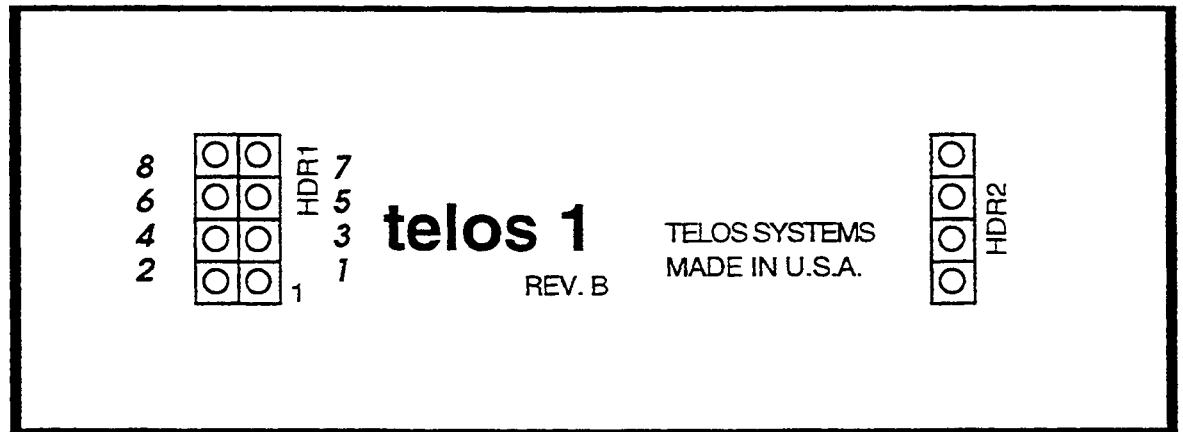 8
6
4
2
HDR1
7
5
3
1
1
telos 1
REV. B
TELOS SYSTEMS
MADE IN U.S.A.
HDR2